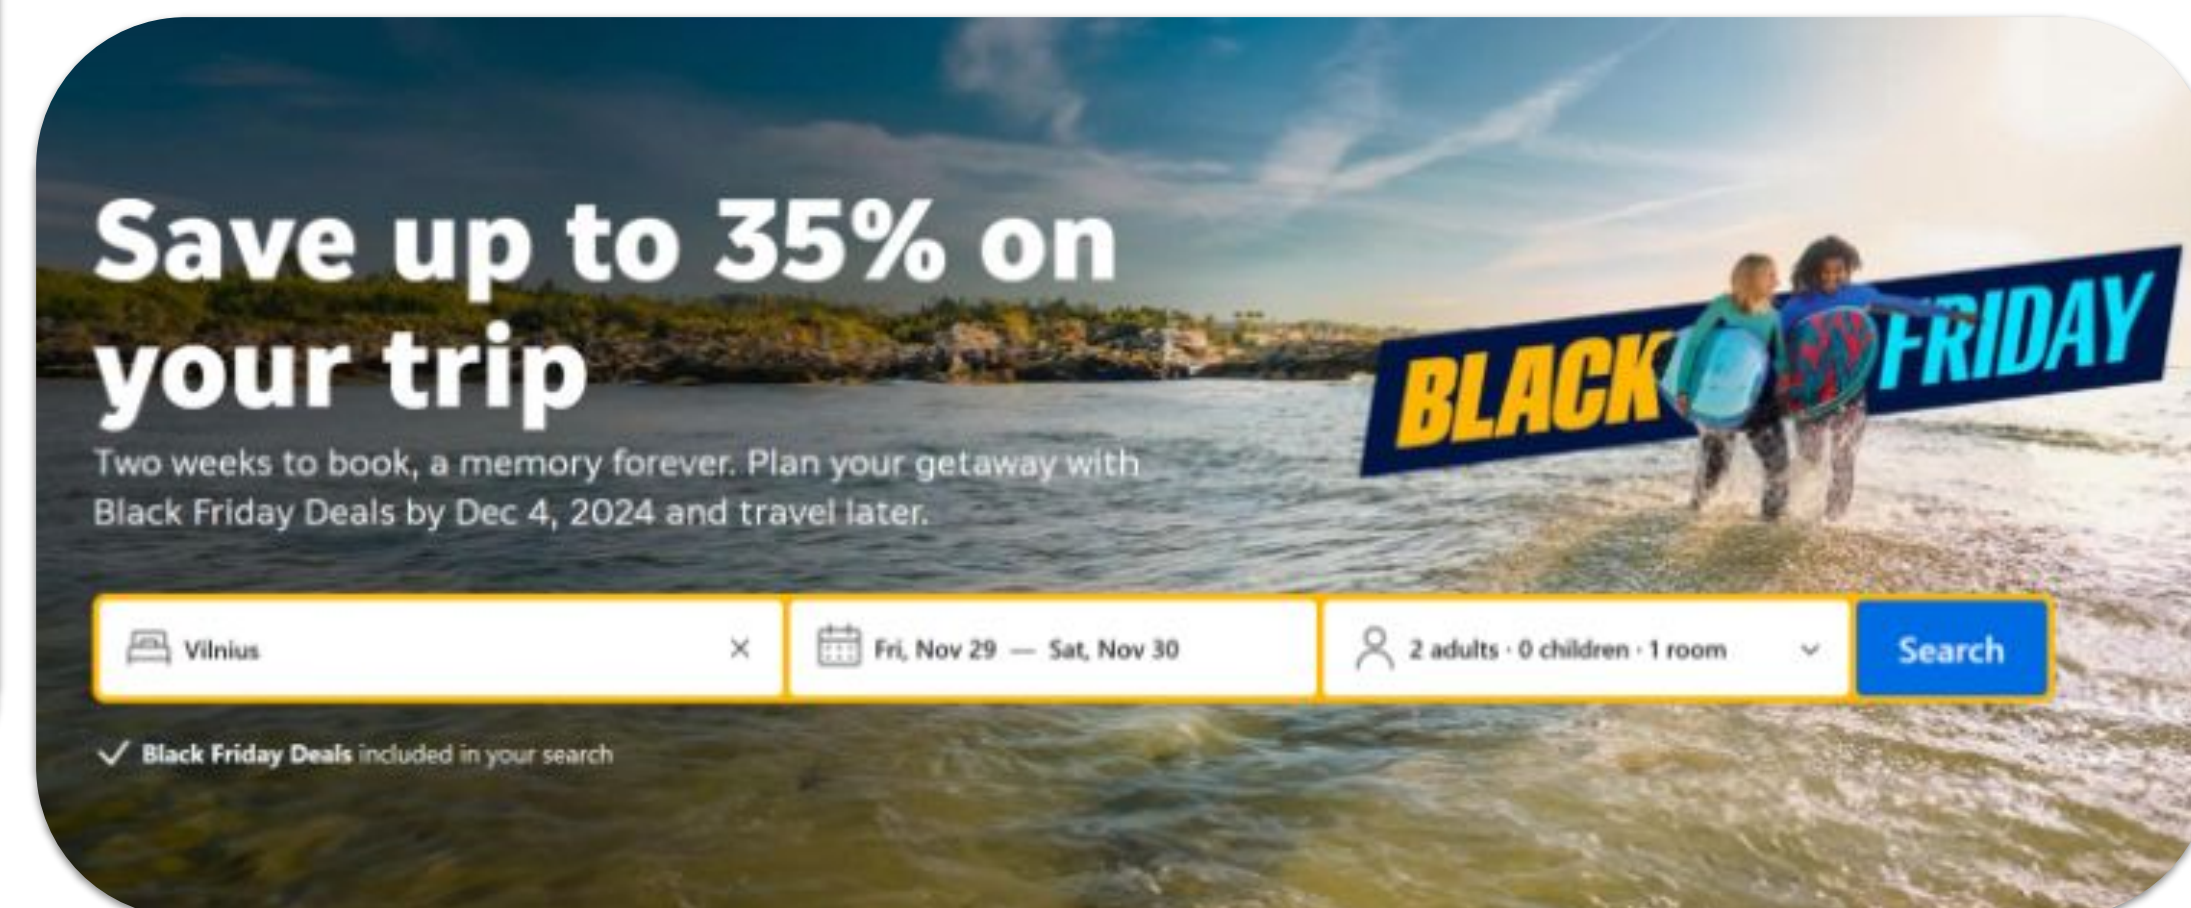 Save up to 35% on
your trip
Two weeks to book, a memory forever. Plan your getaway with
Black Friday Deals by Dec 4, 2024 and travel later.
BLACK FRIDAY
Vilnius
Fri, Nov 29 — Sat, Nov 30
2 adults · 0 children · 1 room
Search
Black Friday Deals included in your search